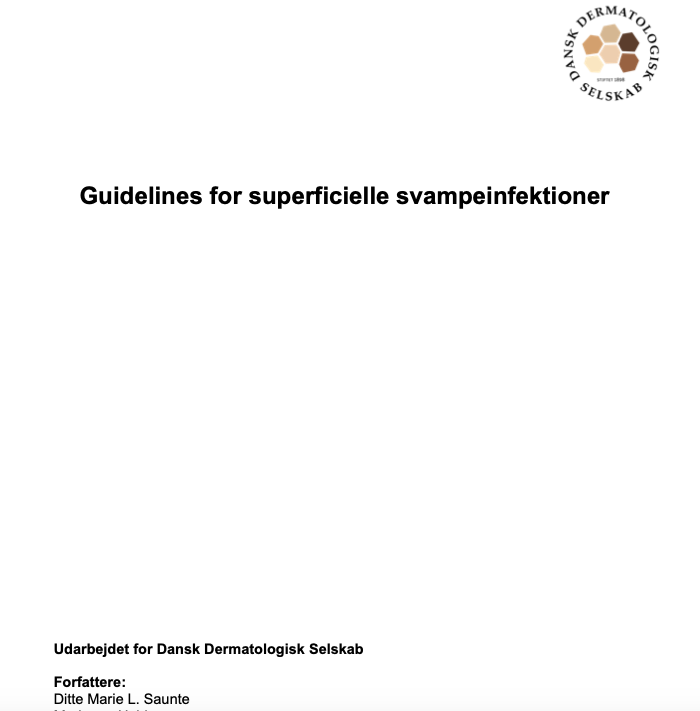 DANSK DERMATOLOGISK SELSKAB
Guidelines for superficielle svampeinfektioner
Udarbejdet for Dansk Dermatologisk Selskab
Forfattere:
Ditte Marie L. Saunte